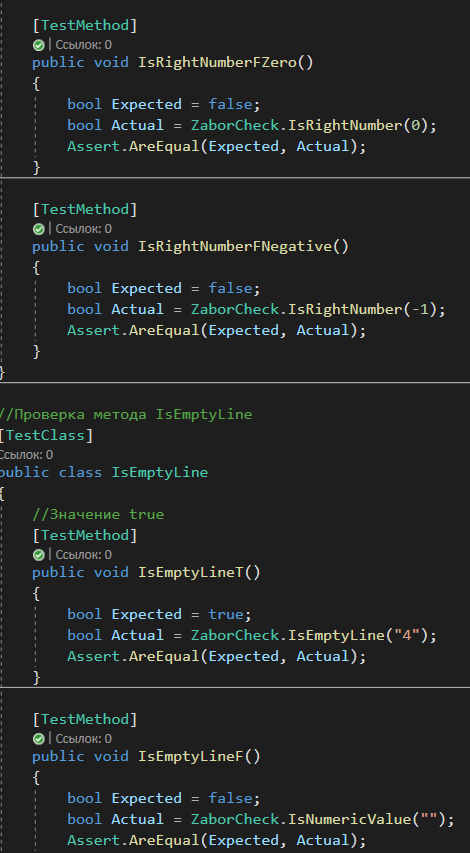 [TestMethod]
| Ссылок: 0
public void IsRightNumberFZero()
{
bool Expected = false;
bool Actual = ZaborCheck.IsRightNumber(0);
Assert.AreEqual(Expected, Actual);
}
[TestMethod]
| Ссылок: 0
public void IsRightNumberFNegative()
{
bool Expected = false;
bool Actual = ZaborCheck.IsRightNumber(-1);
Assert.AreEqual(Expected, Actual);
}
}
//Проверка метода IsEmptyLine
[TestClass]
Ссылок: 0
public class IsEmptyLine
{
//Значение true
[TestMethod]
| Ссылок: 0
public void IsEmptyLineT()
{
bool Expected = true;
bool Actual = ZaborCheck.IsEmptyLine("4");
Assert.AreEqual(Expected, Actual);
}
[TestMethod]
| Ссылок: 0
public void IsEmptyLineF()
{
bool Expected = false;
bool Actual = ZaborCheck.IsNumericValue("");
Assert.AreEqual(Expected, Actual);